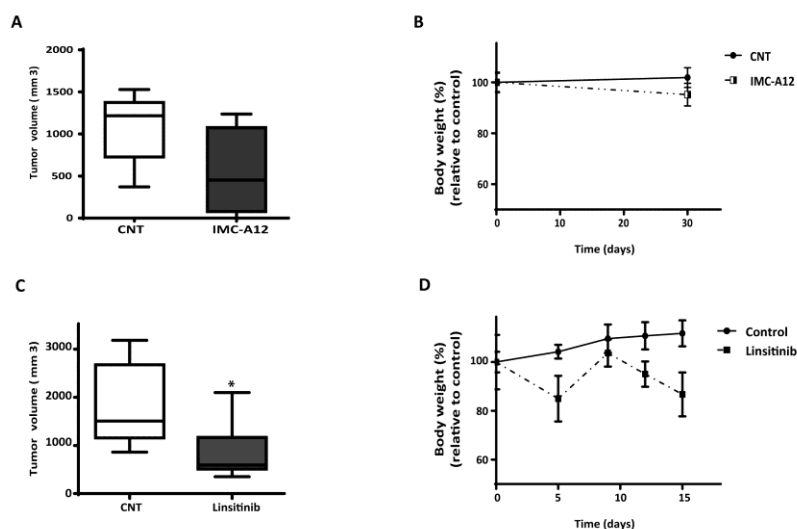 A
Tumor volume ( mm 3)
2000
1500
1000
500
0
CNT
IMC-A12
B
Body weight (%)
(relative to control)
100
80
60
0
10
20
30
Time (days)
CNT
IMC-A12
C
Tumor volume ( mm 3)
3000
2000
1000
0
CNT
Linsitinib
*
D
Body weight (%)
(relative to control)
100
80
60
0
5
10
15
Time (days)
Control
Linsitinib